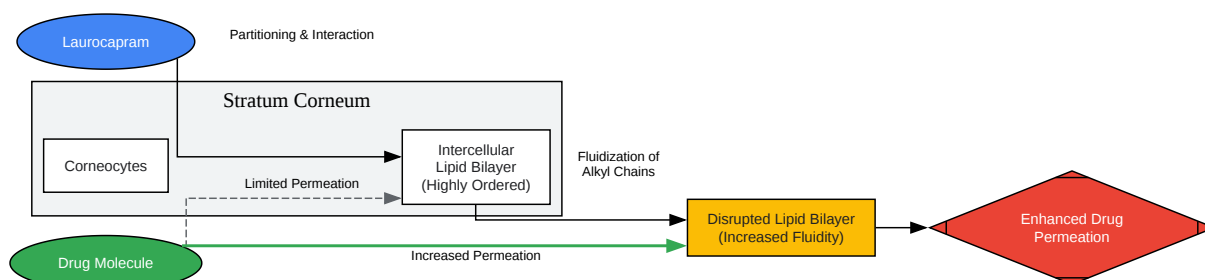 Laurocapram
Partitioning & Interaction
Stratum Corneum
Corneocytes
Intercellular
Lipid Bilayer
(Highly Ordered)
Limited Permeation
Fluidization of
Alkyl Chains
Disrupted Lipid Bilayer
(Increased Fluidity)
Enhanced Drug
Permeation
Drug Molecule
Increased Permeation